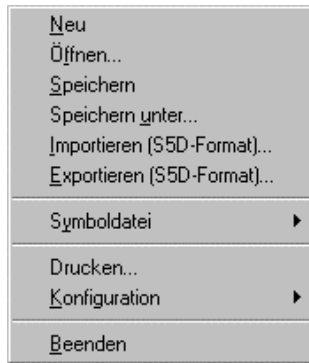 Neu
Öffnen...
Speichern
Speichern unter...
Importieren (S5D-Format)...
Exportieren (S5D-Format)...
Symboldatei
Drucken...
Konfiguration
Beenden